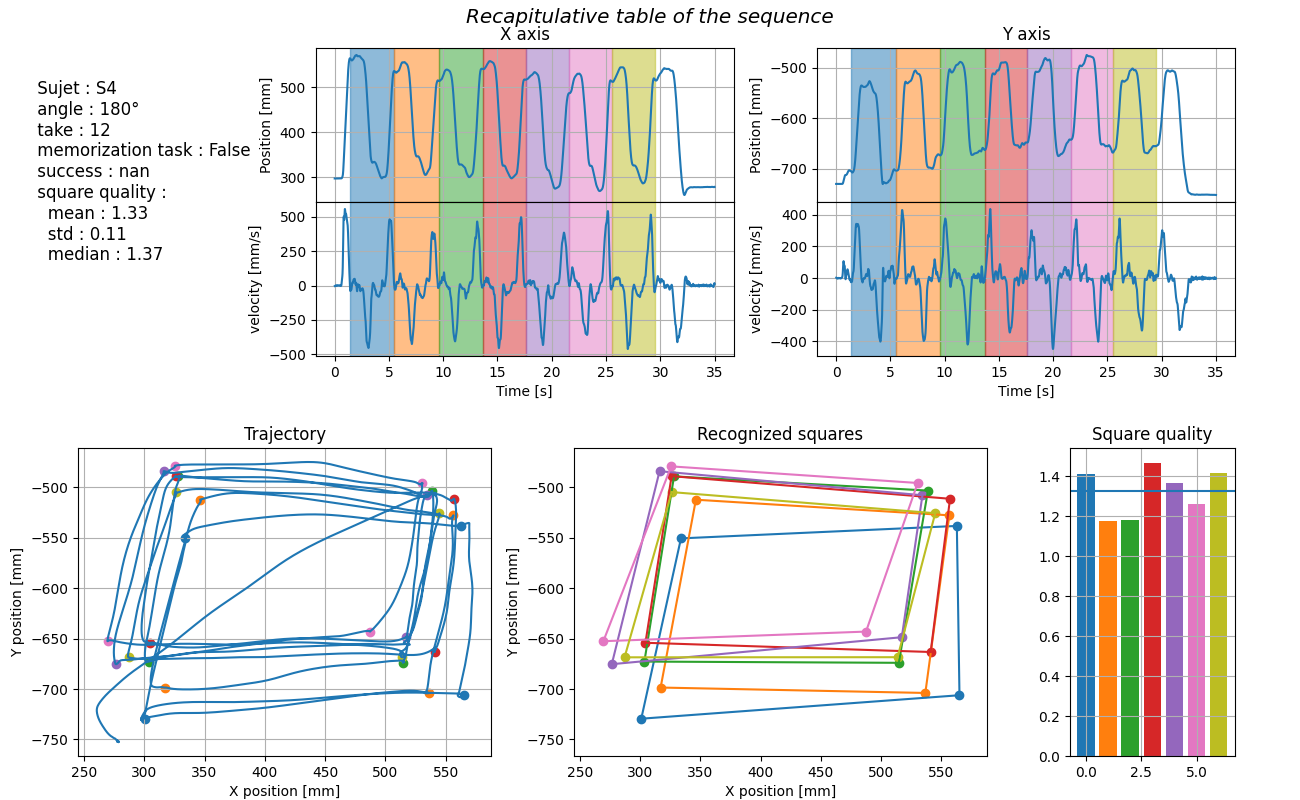 Recapitulative table of the sequence
X axis
Y axis
Sujet : S4
angle : 180°
take : 12
memorization task : False
success : nan
square quality :
mean : 1.33
std : 0.11
median : 1.37
Position [mm]
500
400
300
velocity [mm/s]
500
250
0
−250
−500
0 5 10 15 20 25 30 35
Time [s]
Position [mm]
−500
−600
−700
velocity [mm/s]
400
200
0
−200
−400
0 5 10 15 20 25 30 35
Time [s]
Trajectory
Y position [mm]
−500
−550
−600
−650
−700
−750
250 300 350 400 450 500 550
X position [mm]
Recognized squares
Y position [mm]
−500
−550
−600
−650
−700
−750
250 300 350 400 450 500 550
X position [mm]
Square quality
1.4
1.2
1.0
0.8
0.6
0.4
0.2
0.0
0.0 2.5 5.0